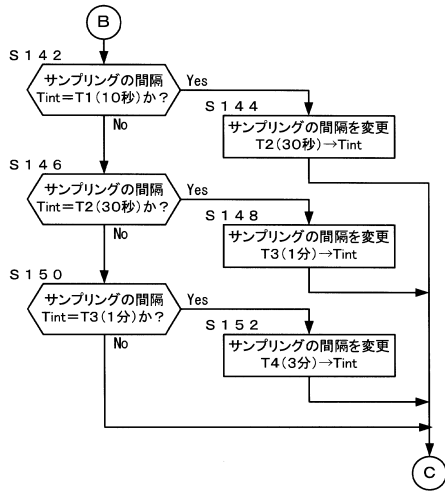 B
S142
サンプリングの間隔
Tint=T1(10秒)か?
Yes
No
S144
サンプリングの間隔を変更
T2(30秒)→Tint
S146
サンプリングの間隔
Tint=T2(30秒)か?
Yes
No
S148
サンプリングの間隔を変更
T3(1分)→Tint
S150
サンプリングの間隔
Tint=T3(1分)か?
Yes
No
S152
サンプリングの間隔を変更
T4(3分)→Tint
C